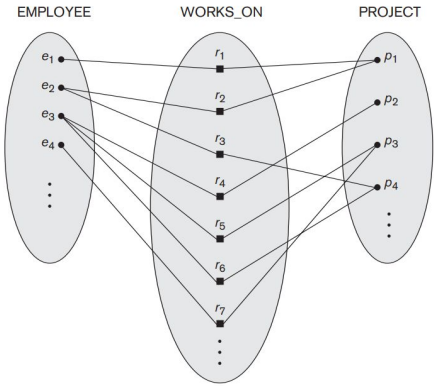 EMPLOYEE WORKS_ON PROJECT
e1
e2
e3
e4
r1
r2
r3
r4
r5
r6
r7
p1
p2
p3
p4